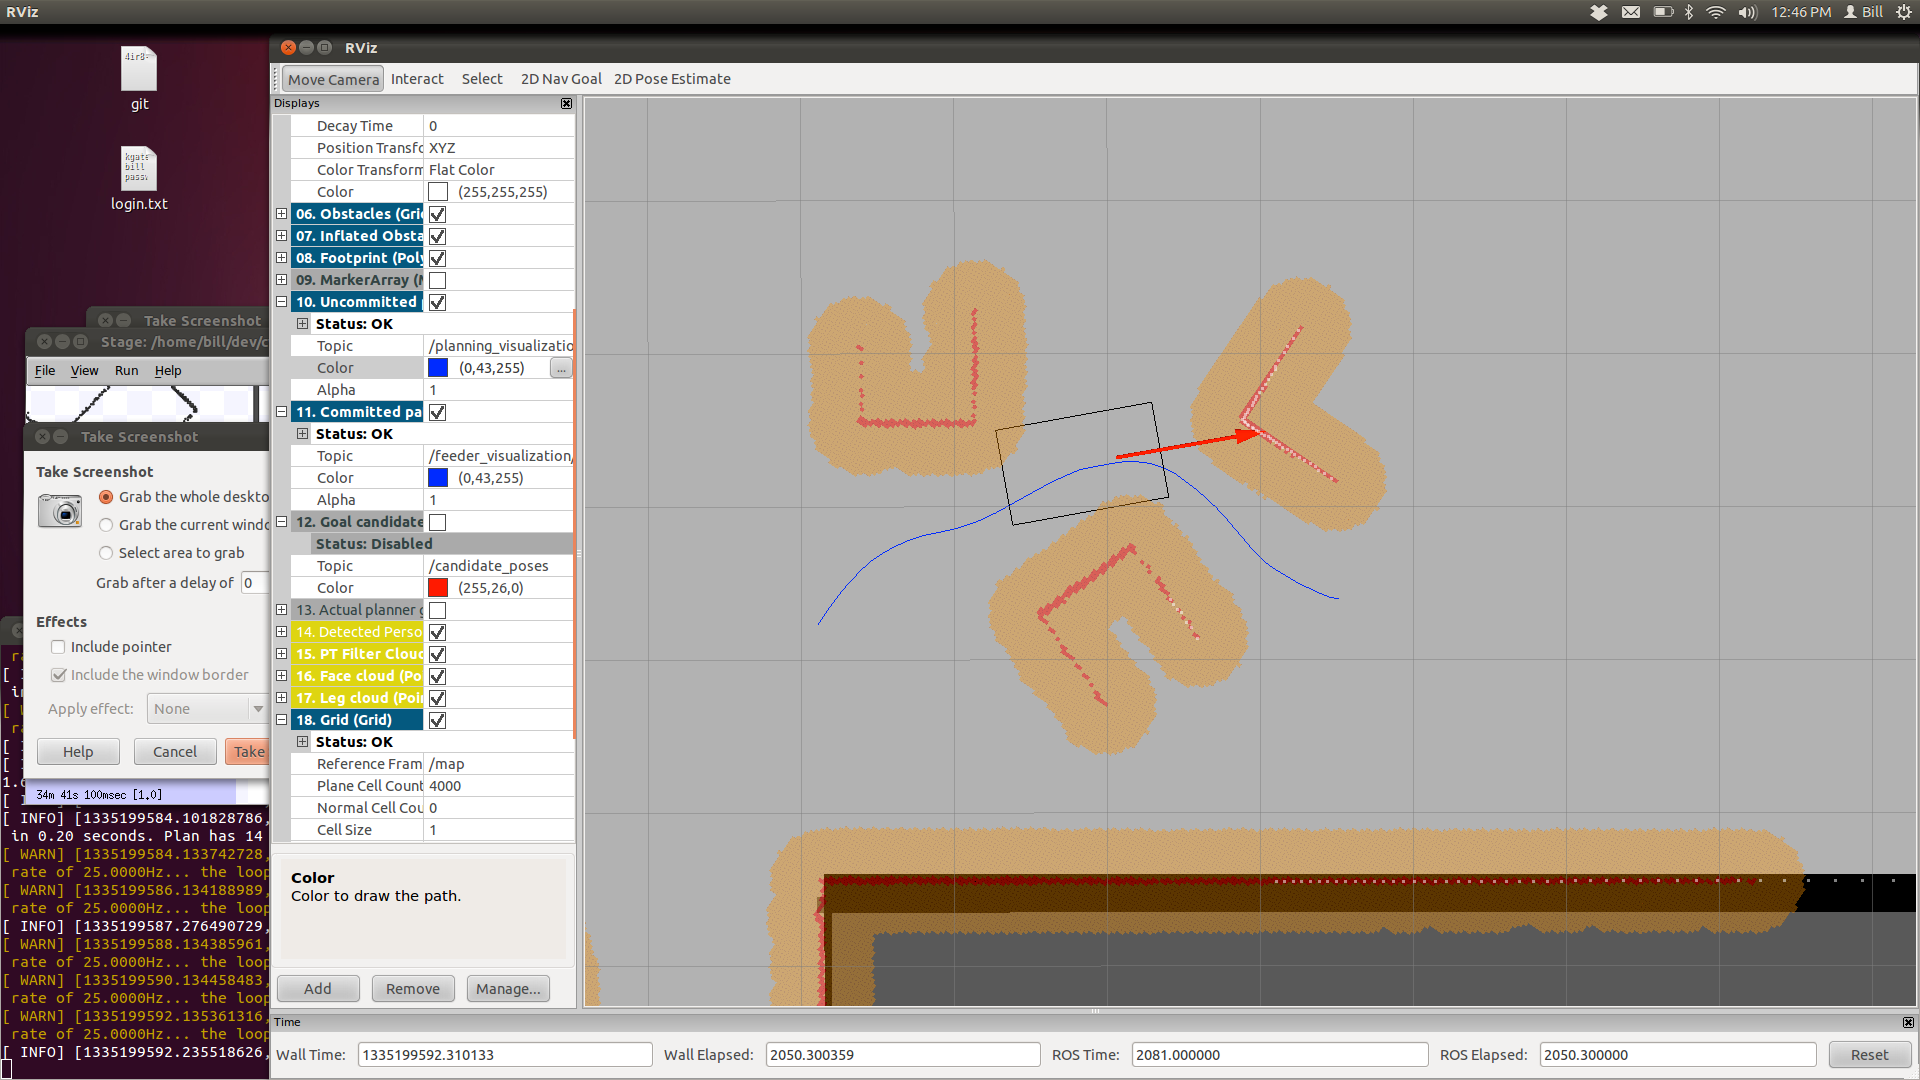 RViz
12:46 PM
Bill
git
login.txt
RViz
Move Camera
Interact
Select
2D Nav Goal
2D Pose Estimate
Displays
Decay Time 0
Position Transfo XYZ
Color Transform Flat Color
Color (255,255,255)
06. Obstacles (Gri
07. Inflated Obsta
08. Footprint (Poly
09. MarkerArray (
10. Uncommitted
Status: OK
Topic /planning_visualizatio
Color (0,43,255) ...
Alpha 1
11. Committed pa
Status: OK
Topic /feeder_visualization/
Color (0,43,255)
Alpha 1
12. Goal candidate
Status: Disabled
Topic /candidate_poses
Color (255,26,0)
13. Actual planner
14. Detected Perso
15. PT Filter Cloud
16. Face cloud (Po
17. Leg cloud (Poi
18. Grid (Grid)
Status: OK
Reference Fram /map
Plane Cell Count 4000
Normal Cell Cou 0
Cell Size 1
Color
Color to draw the path.
Add
Remove
Manage...
Take Screenshot
Stage: /home/bill/dev/c
File View Run Help
Take Screenshot
Take Screenshot
Grab the whole deskto
Grab the current windo
Select area to grab
Grab after a delay of 0
Effects
Include pointer
Include the window border
Apply effect: None
Help
Cancel
Take
34m 41s 100msec [1.0]
[ INFO] [1335199584.101828786,
in 0.20 seconds. Plan has 14
[ WARN] [1335199584.133742728,
rate of 25.0000Hz... the loop
[ WARN] [1335199586.134188989,
rate of 25.0000Hz... the loop
[ INFO] [1335199587.276490729,
[ WARN] [1335199588.134385961,
rate of 25.0000Hz... the loop
[ WARN] [1335199590.134458483,
rate of 25.0000Hz... the loop
[ WARN] [1335199592.135361316,
rate of 25.0000Hz... the loop
[ INFO] [1335199592.235518626,
Time
Wall Time: 1335199592.310133
Wall Elapsed: 2050.300359
ROS Time: 2081.000000
ROS Elapsed: 2050.300000
Reset